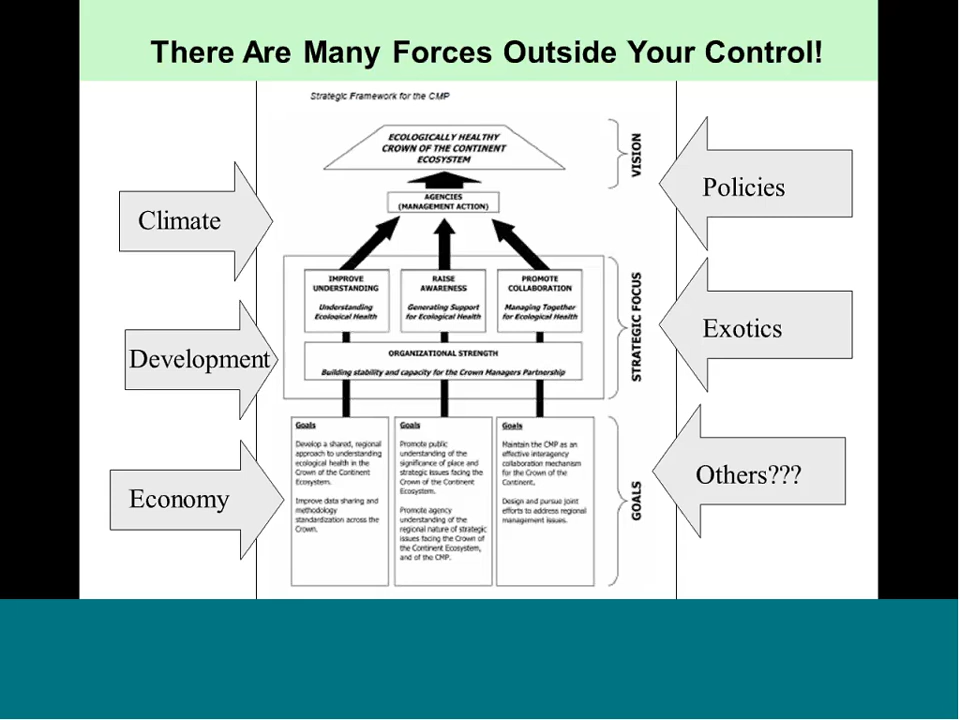 There Are Many Forces Outside Your Control!
Strategic Framework for the CMP
ECOLOGICALLY HEALTHY
CROWN OF THE CONTINENT
ECOSYSTEM
VISION
AGENCIES
(MANAGEMENT ACTION)
Climate
Development
Economy
Policies
Exotics
Others???
IMPROVE
UNDERSTANDING
Understanding
Ecological Health
RAISE
AWARENESS
Generating Support
for Ecological Health
PROMOTE
COLLABORATION
Managing Together
for Ecological Health
STRATEGIC FOCUS
ORGANIZATIONAL STRENGTH
Building stability and capacity for the Crown Managers Partnership
Goals
Develop a shared, regional
approach to understanding
ecological health in the
Crown of the Continent
Ecosystem.
Improve data sharing and
methodology
standardization across the
Crown.
Goals
Promote public
understanding of the
significance of place and
strategic issues facing the
Crown of the Continent
Ecosystem.
Promote agency
understanding of the
regional nature of strategic
issues facing the Crown of
the Continent Ecosystem,
and of the CMP.
Goals
Maintain the CMP as an
effective interagency
collaboration mechanism
for the Crown of the
Continent.
Design and pursue joint
efforts to address regional
management issues.
GOALS